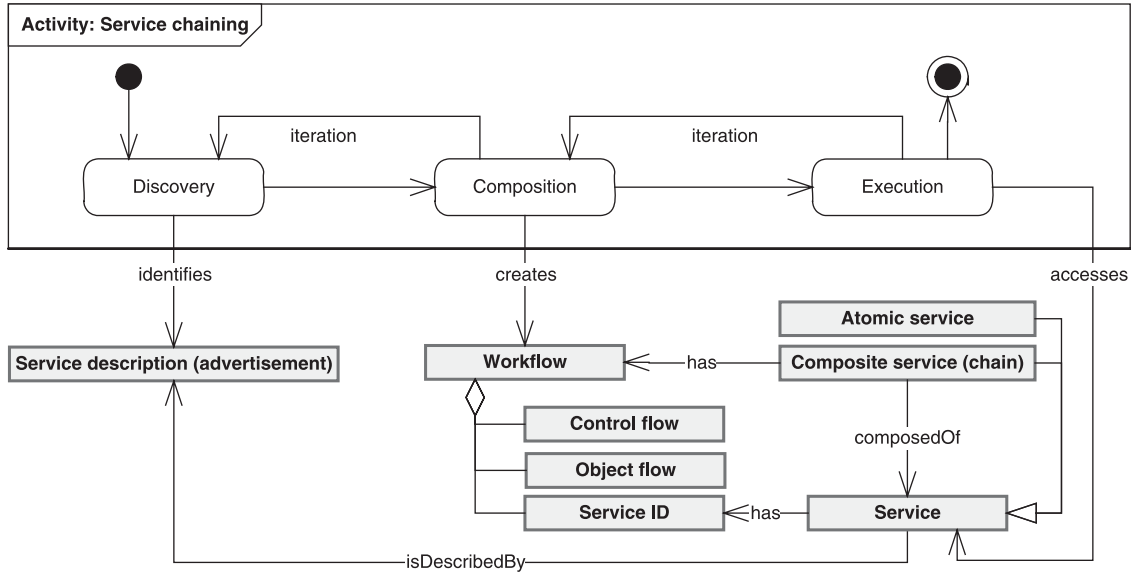 Activity: Service chaining
iteration
iteration
Discovery
Composition
Execution
identifies
creates
accesses
Atomic service
Service description (advertisement)
Workflow
has
Composite service (chain)
Control flow
composedOf
Object flow
Service ID
has
Service
isDescribedBy